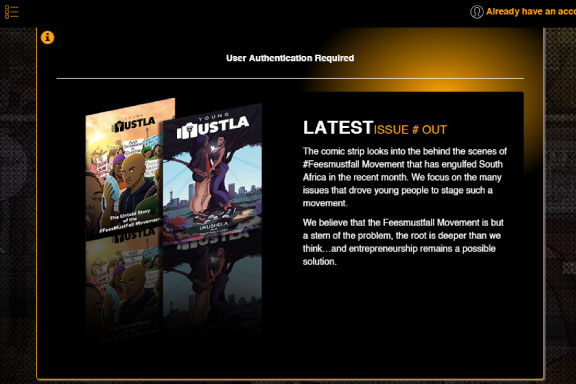 Already have an acco
User Authentication Required
YOUNG
HUSTLA
HUSTLA
The Untold Story
of the
#FeesMustFall Movement
UKUSHELA
LATEST ISSUE # OUT
The comic strip looks into the behind the scenes of
#Feesmustfall Movement that has engulfed South
Africa in the recent month. We focus on the many
issues that drove young people to stage such a
movement.
We believe that the Feesmustfall Movement is but
a stem of the problem, the root is deeper than we
think...and entrepreneurship remains a possible
solution.